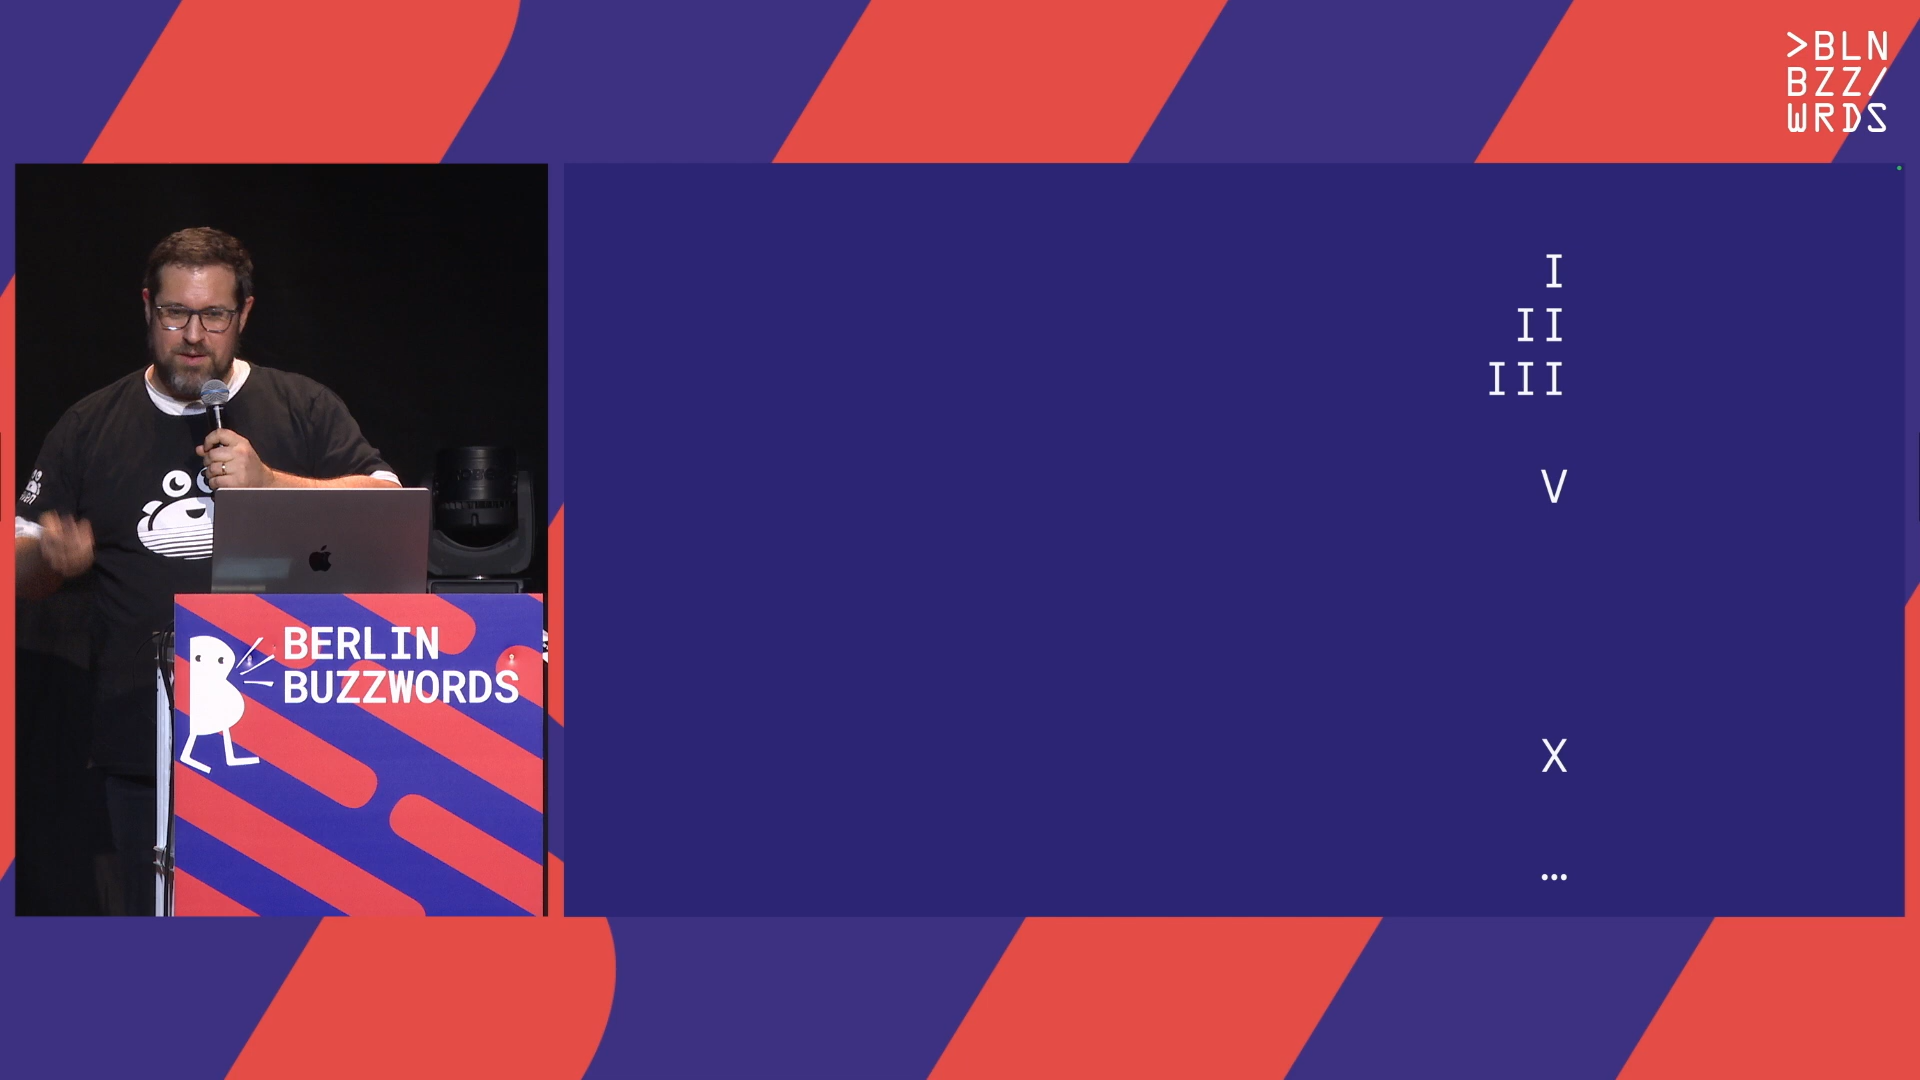 >BLN
BZZ/
WRDS
I
II
III
V
X
...
BERLIN
BUZZWORDS